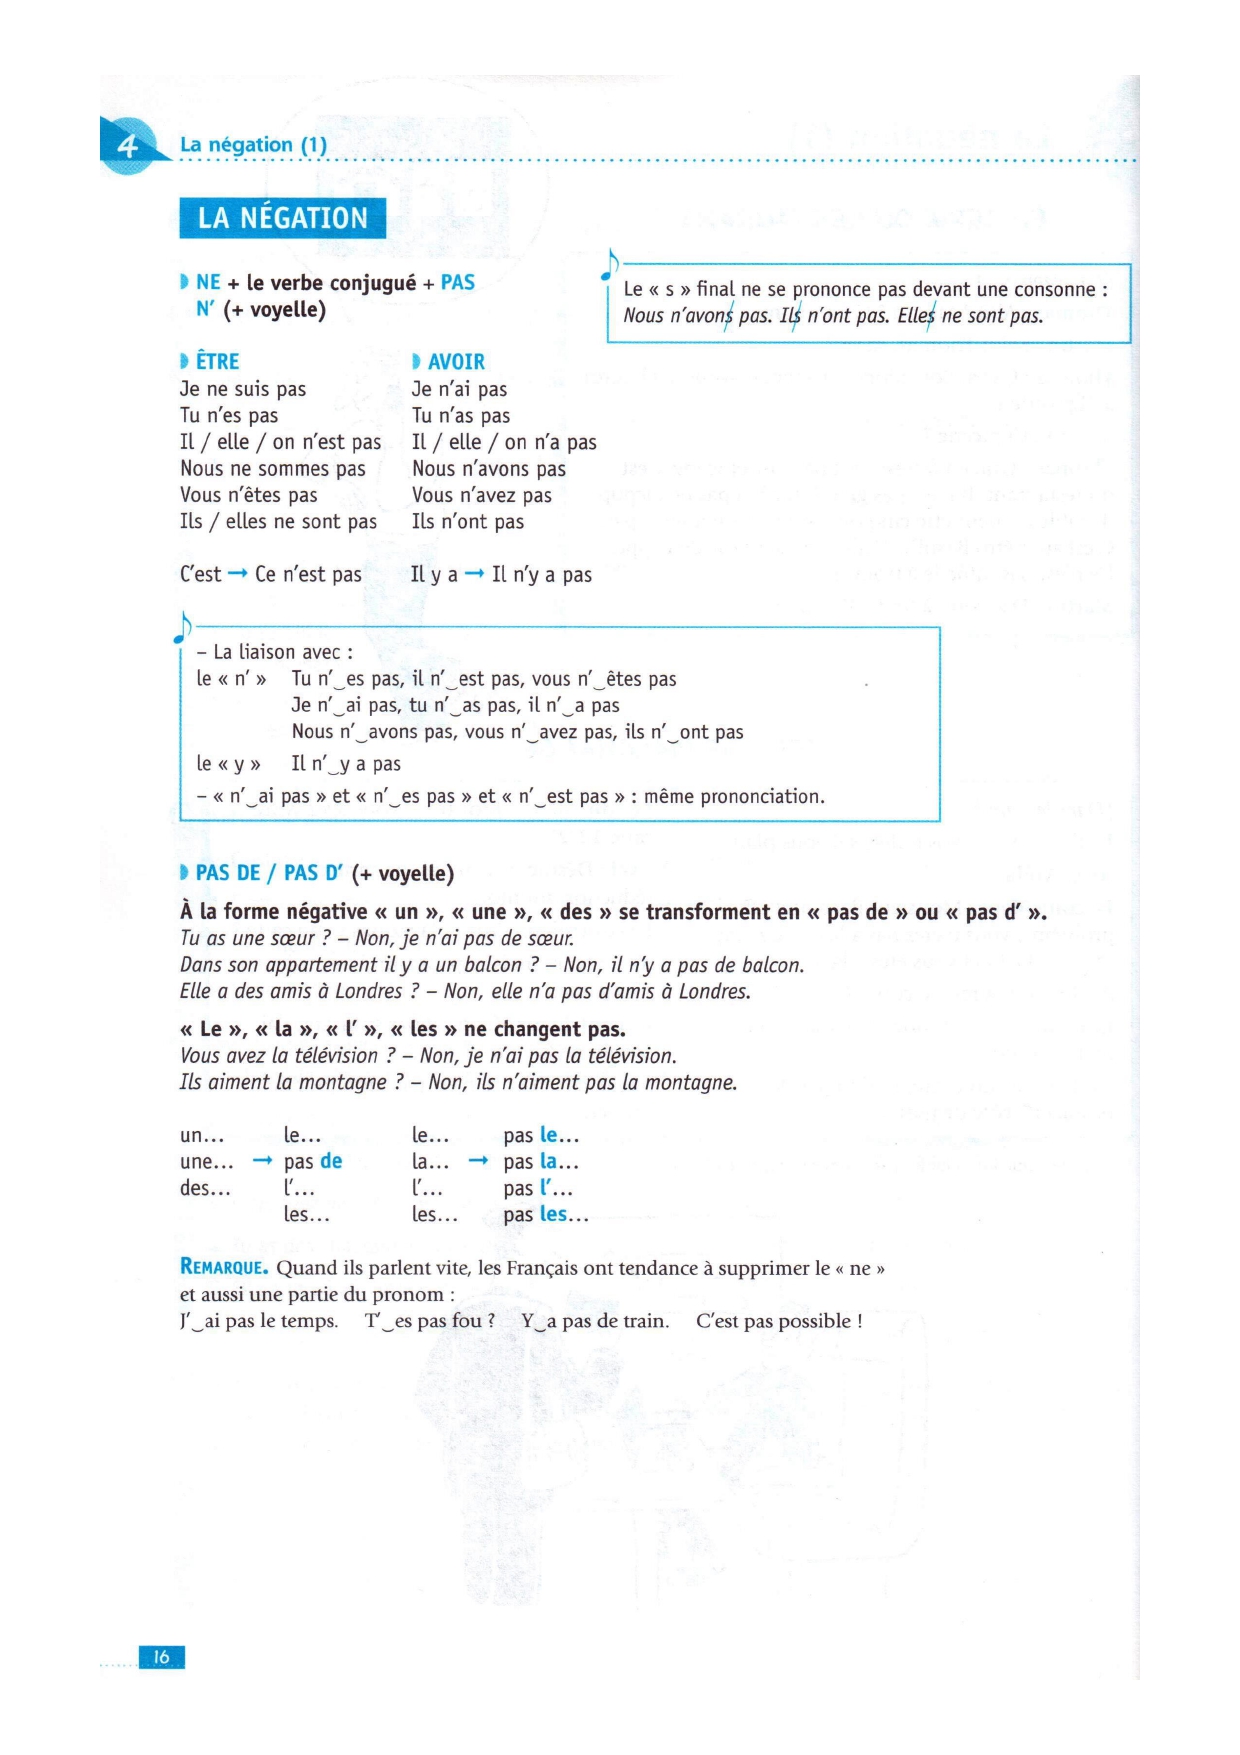 4 La négation (1)
LA NÉGATION
NE + le verbe conjugué + PAS
N' (+ voyelle)
Le « s » final ne se prononce pas devant une consonne :
Nous n'avons pas. Ils n'ont pas. Elles ne sont pas.
ÊTRE
Je ne suis pas
Tu n'es pas
Il / elle / on n'est pas
Nous ne sommes pas
Vous n'êtes pas
Ils / elles ne sont pas
C'est → Ce n'est pas
AVOIR
Je n'ai pas
Tu n'as pas
Il / elle / on n'a pas
Nous n'avons pas
Vous n'avez pas
Ils n'ont pas
Il y a → Il n'y a pas
– La liaison avec :
le « n' » Tu n'‿es pas, il n'‿est pas, vous n'‿êtes pas
Je n'‿ai pas, tu n'‿as pas, il n'‿a pas
Nous n'‿avons pas, vous n'‿avez pas, ils n'‿ont pas
le « y » Il n'‿y a pas
– « n'‿ai pas » et « n'‿es pas » et « n'‿est pas » : même prononciation.
PAS DE / PAS D' (+ voyelle)
À la forme négative « un », « une », « des » se transforment en « pas de » ou « pas d' ».
Tu as une sœur ? – Non, je n'ai pas de sœur.
Dans son appartement il y a un balcon ? – Non, il n'y a pas de balcon.
Elle a des amis à Londres ? – Non, elle n'a pas d'amis à Londres.
« Le », « la », « l' », « les » ne changent pas.
Vous avez la télévision ? – Non, je n'ai pas la télévision.
Ils aiment la montagne ? – Non, ils n'aiment pas la montagne.
un... le... le... pas le...
une... → pas de la... → pas la...
des... l'... l'... pas l'...
les... les... pas les...
REMARQUE. Quand ils parlent vite, les Français ont tendance à supprimer le « ne »
et aussi une partie du pronom :
J'‿ai pas le temps. T'‿es pas fou ? Y‿a pas de train. C'est pas possible !
16